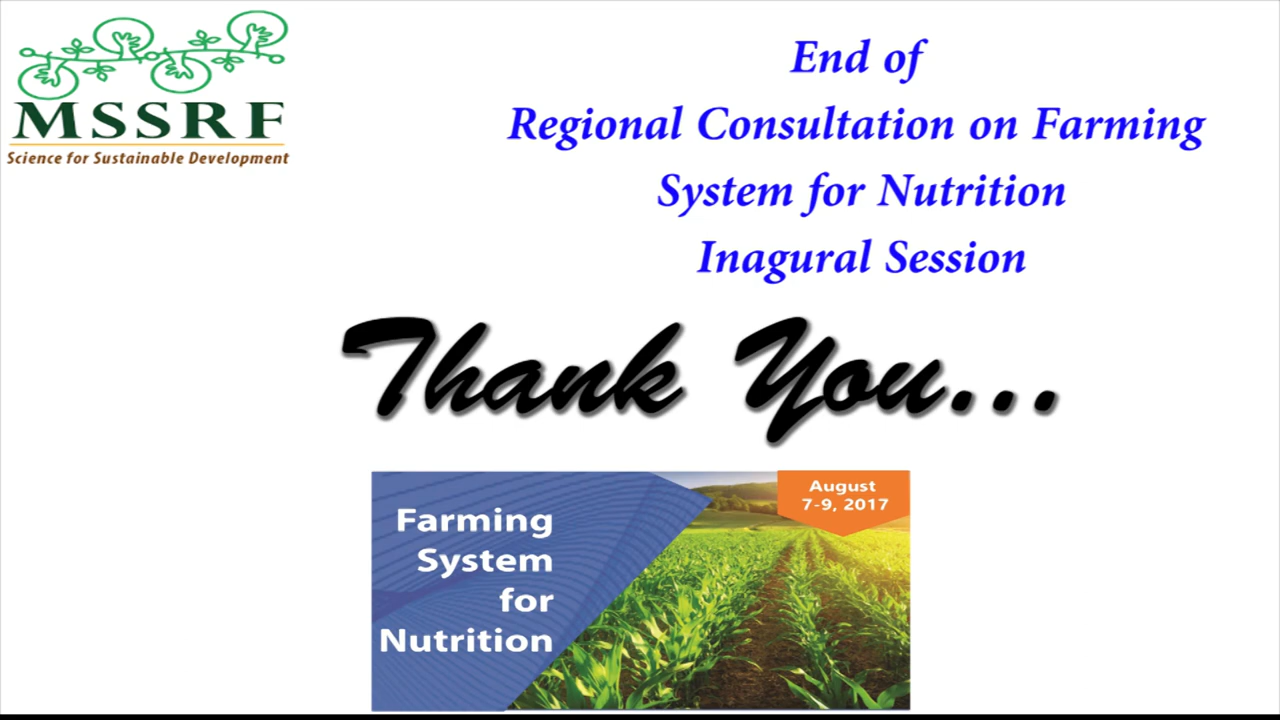 MSSRF
Science for Sustainable Development
End of
Regional Consultation on Farming
System for Nutrition
Inagural Session
Thank You...
Farming
System
for
Nutrition
August
7-9, 2017